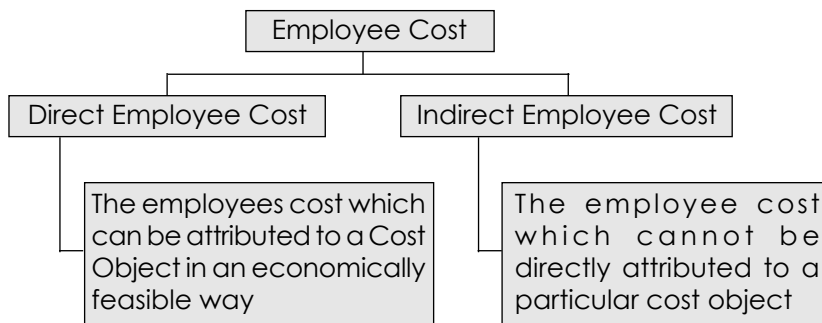 Employee Cost
Direct Employee Cost
Indirect Employee Cost
The employees cost which
can be attributed to a Cost
Object in an economically
feasible way
The employee cost
which cannot be
directly attributed to a
particular cost object